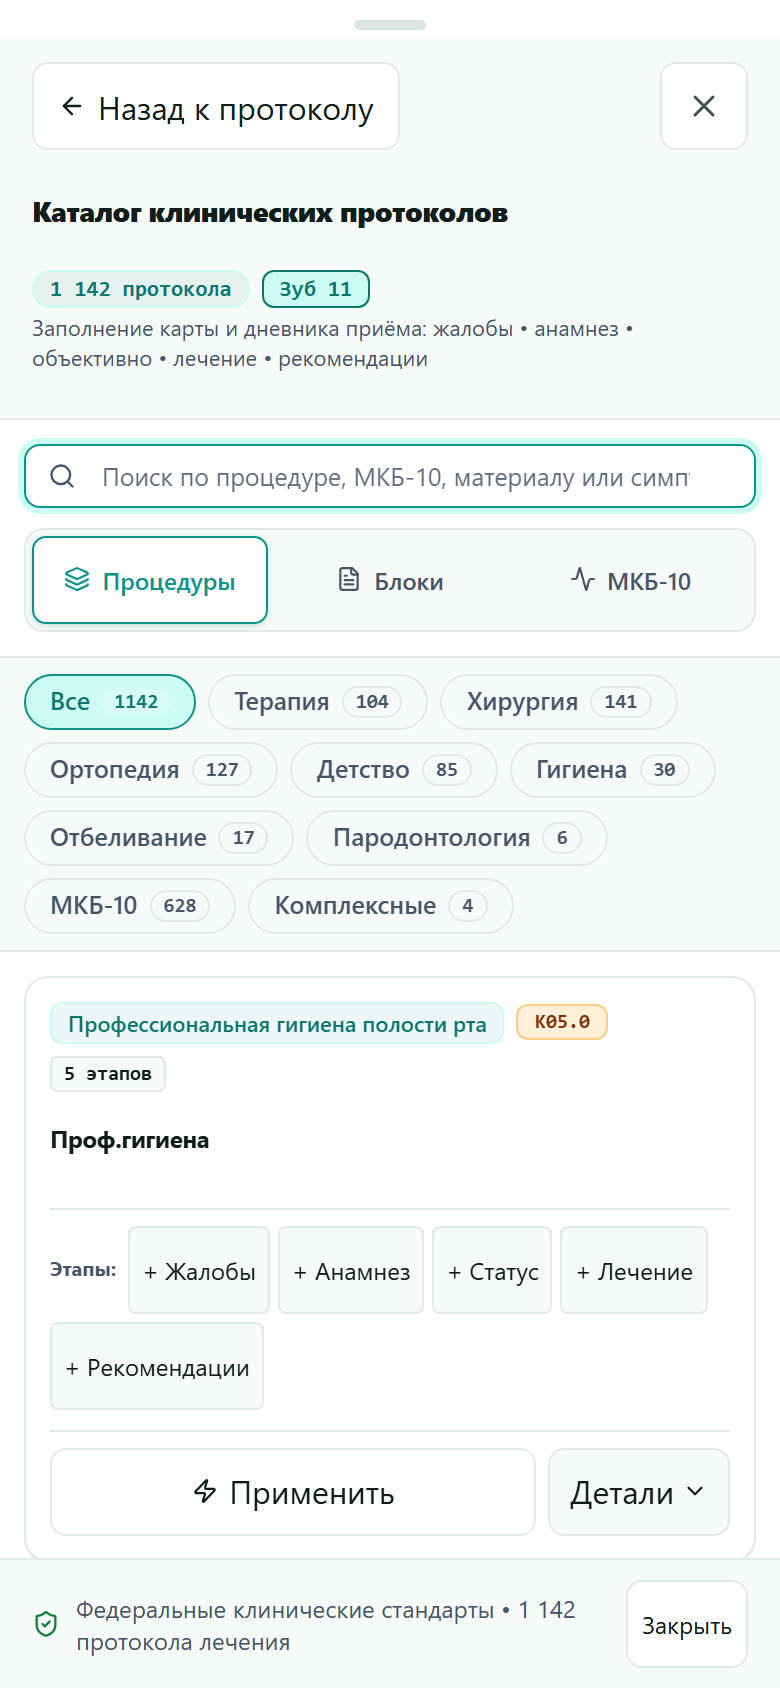 Назад к протоколу
Каталог клинических протоколов
1 142 протокола Зуб 11
Заполнение карты и дневника приёма: жалобы • анамнез •
объективно • лечение • рекомендации
Поиск по процедуре, МКБ-10, материалу или симп
Процедуры Блоки МКБ-10
Все 1142 Терапия 104 Хирургия 141
Ортопедия 127 Детство 85 Гигиена 30
Отбеливание 17 Пародонтология 6
МКБ-10 628 Комплексные 4
Профессиональная гигиена полости рта K05.0
5 этапов
Проф.гигиена
Этапы: + Жалобы + Анамнез + Статус + Лечение
+ Рекомендации
Применить Детали
Федеральные клинические стандарты • 1 142
протокола лечения
Закрыть